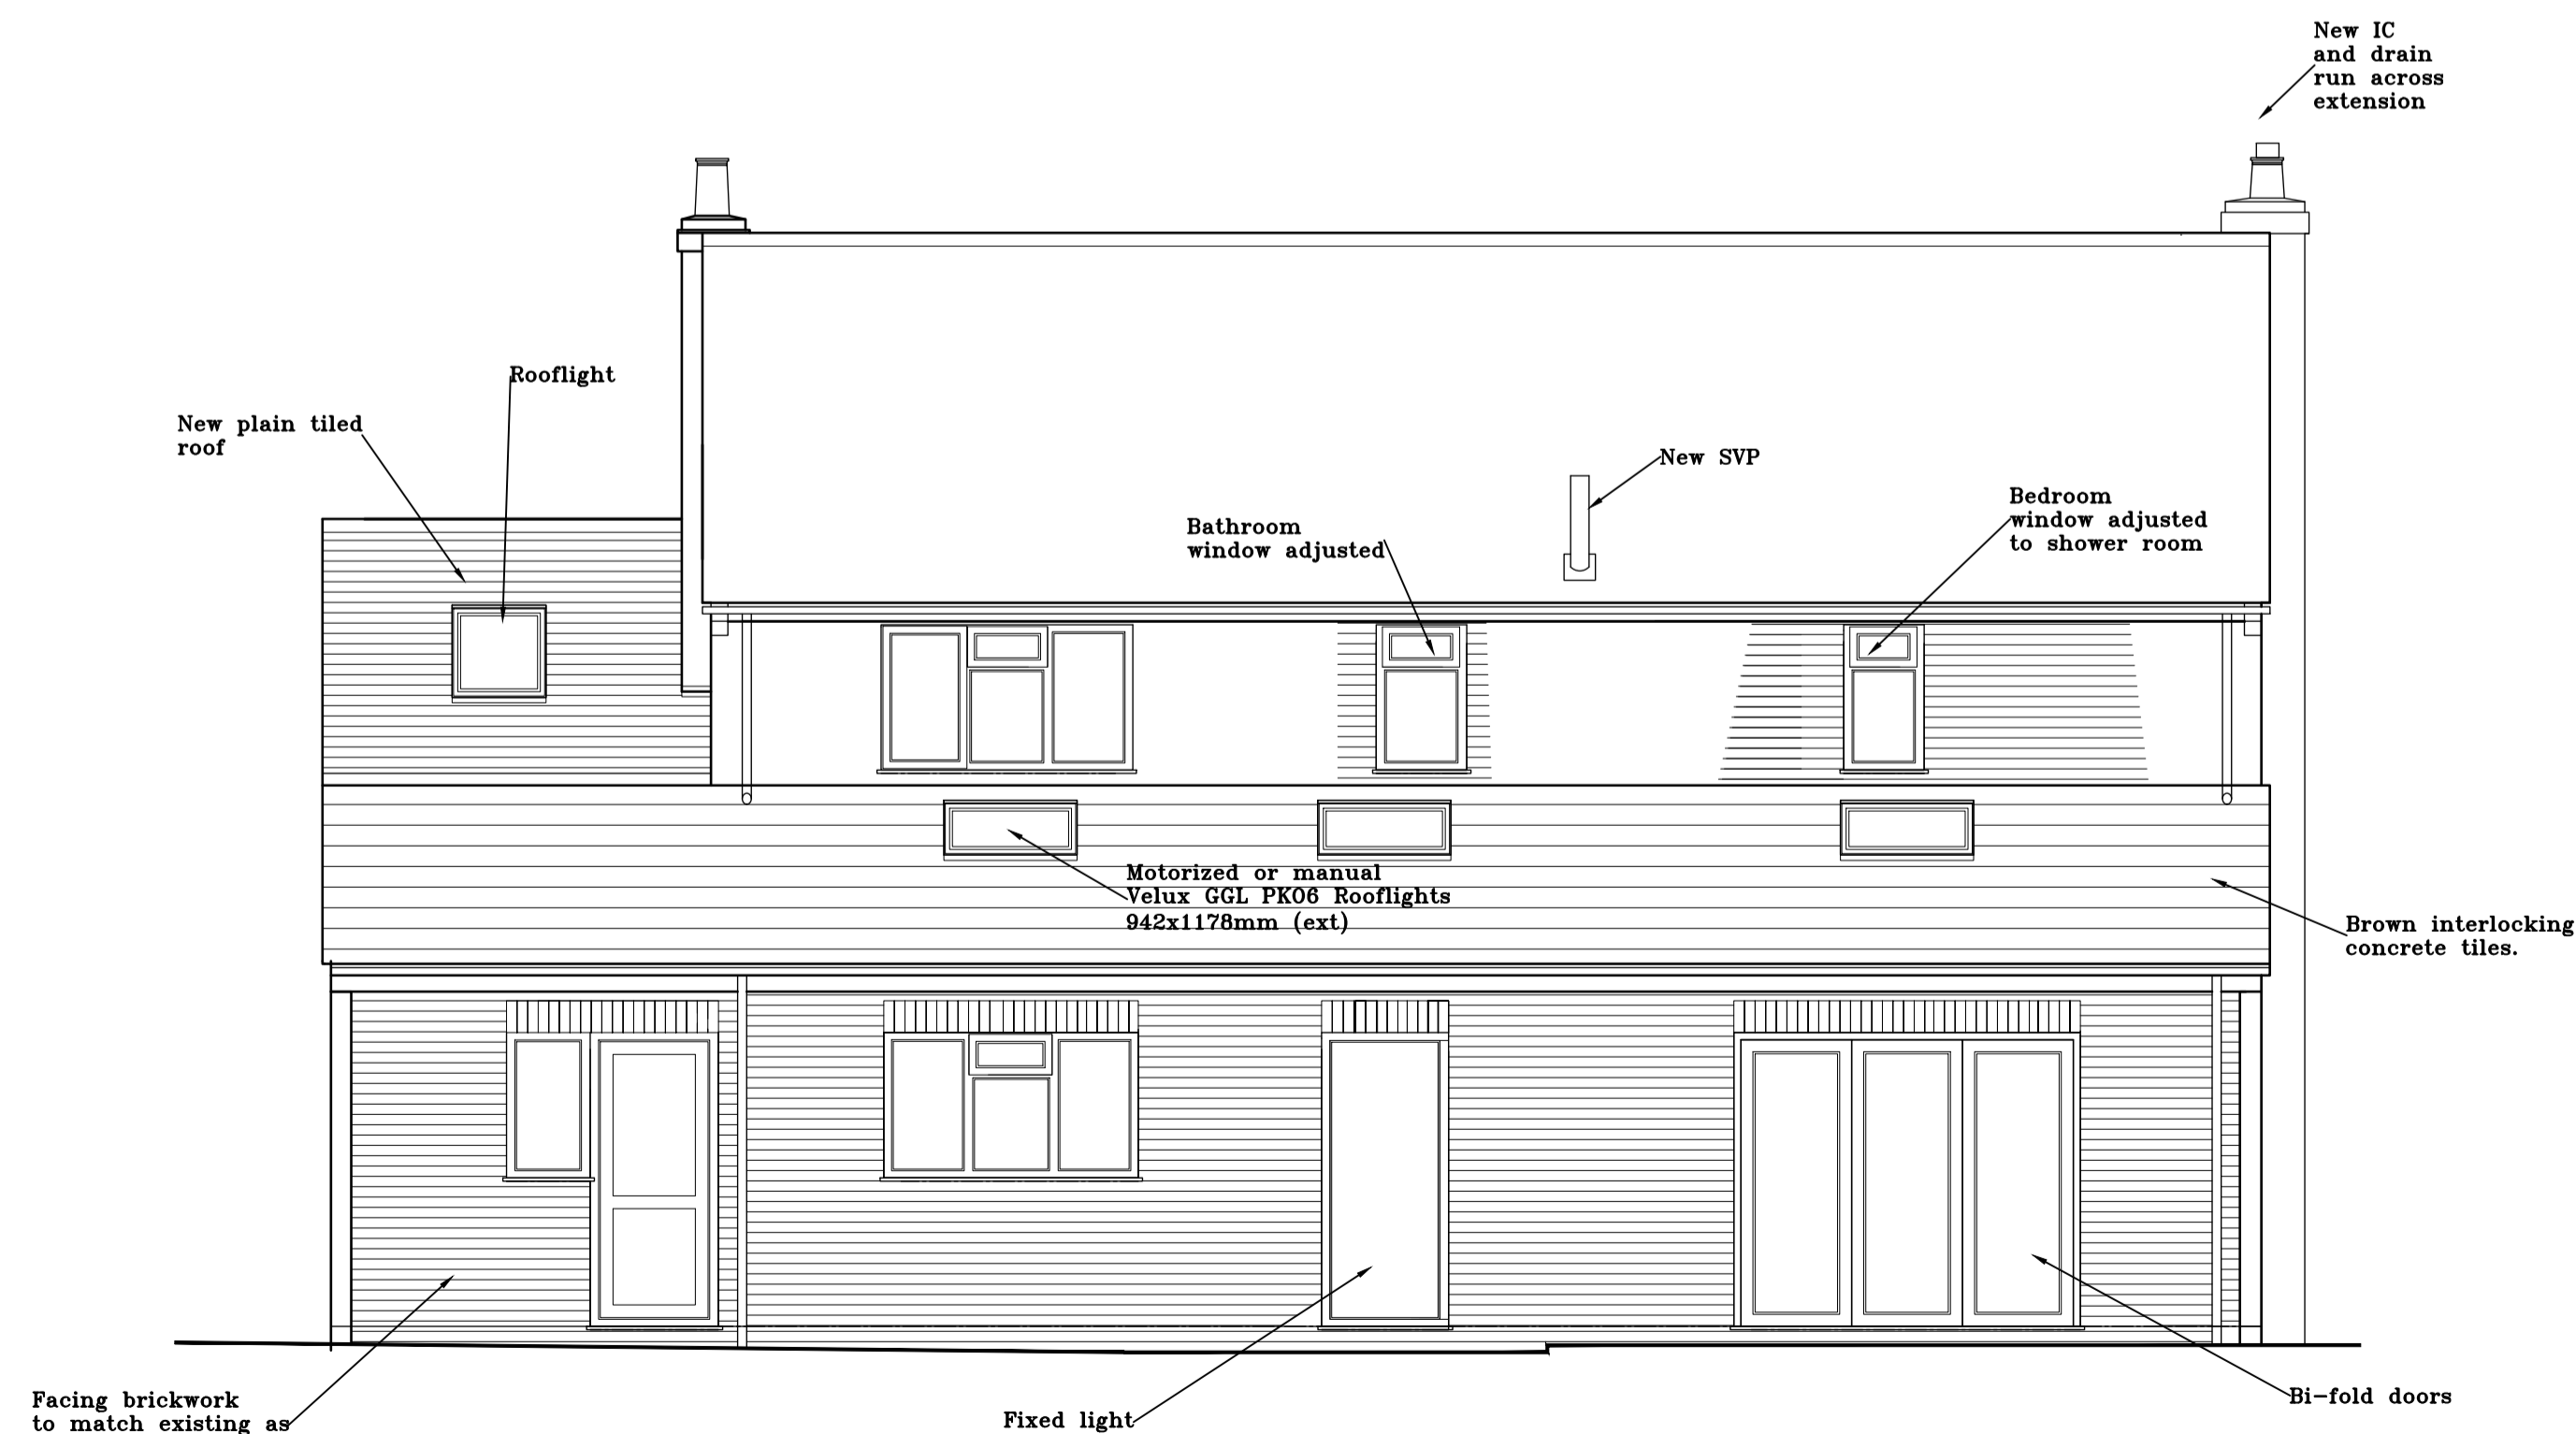 New IC
and drain
run across
extension
Rooflight
New plain tiled
roof
New SVP
Bathroom
window adjusted
Bedroom
window adjusted
to shower room
Motorized or manual
Velux GGL PK06 Rooflights
942x1178mm (ext)
Brown interlocking
concrete tiles.
Facing brickwork
to match existing as
Fixed light
Bi-fold doors